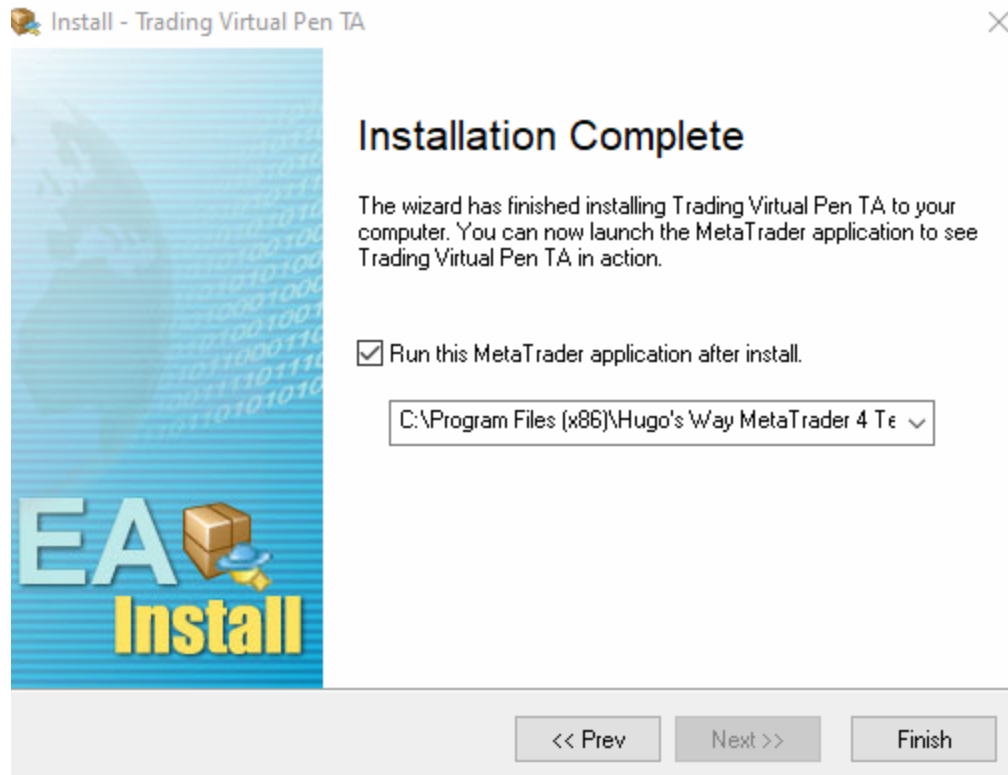 Install - Trading Virtual Pen TA
Installation Complete
The wizard has finished installing Trading Virtual Pen TA to your
computer. You can now launch the MetaTrader application to see
Trading Virtual Pen TA in action.
Run this MetaTrader application after install.
C:\Program Files (x86)\Hugo's Way MetaTrader 4 Te
EA
Install
<< Prev
Next >>
Finish